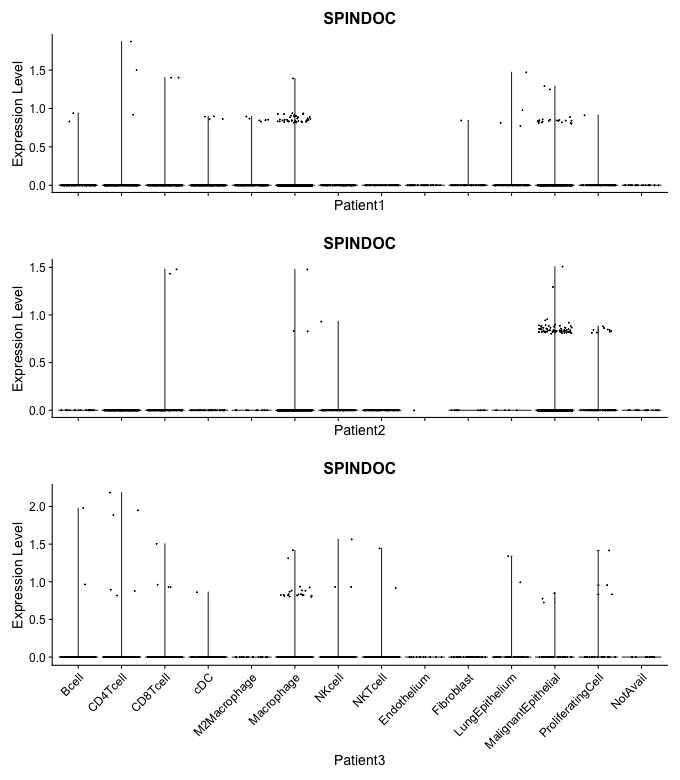 SPINDOC
Expression Level
1.5
1.0
0.5
0.0
Patient1
SPINDOC
Expression Level
1.5
1.0
0.5
0.0
Patient2
SPINDOC
Expression Level
2.0
1.5
1.0
0.5
0.0
Bcell
CD4Tcell
CD8Tcell
cDC
M2Macrophage
Macrophage
NKcell
NKTcell
Endothelium
Fibroblast
LungEpithelium
MalignantEpithelial
ProliferatingCell
NotAvail
Patient3